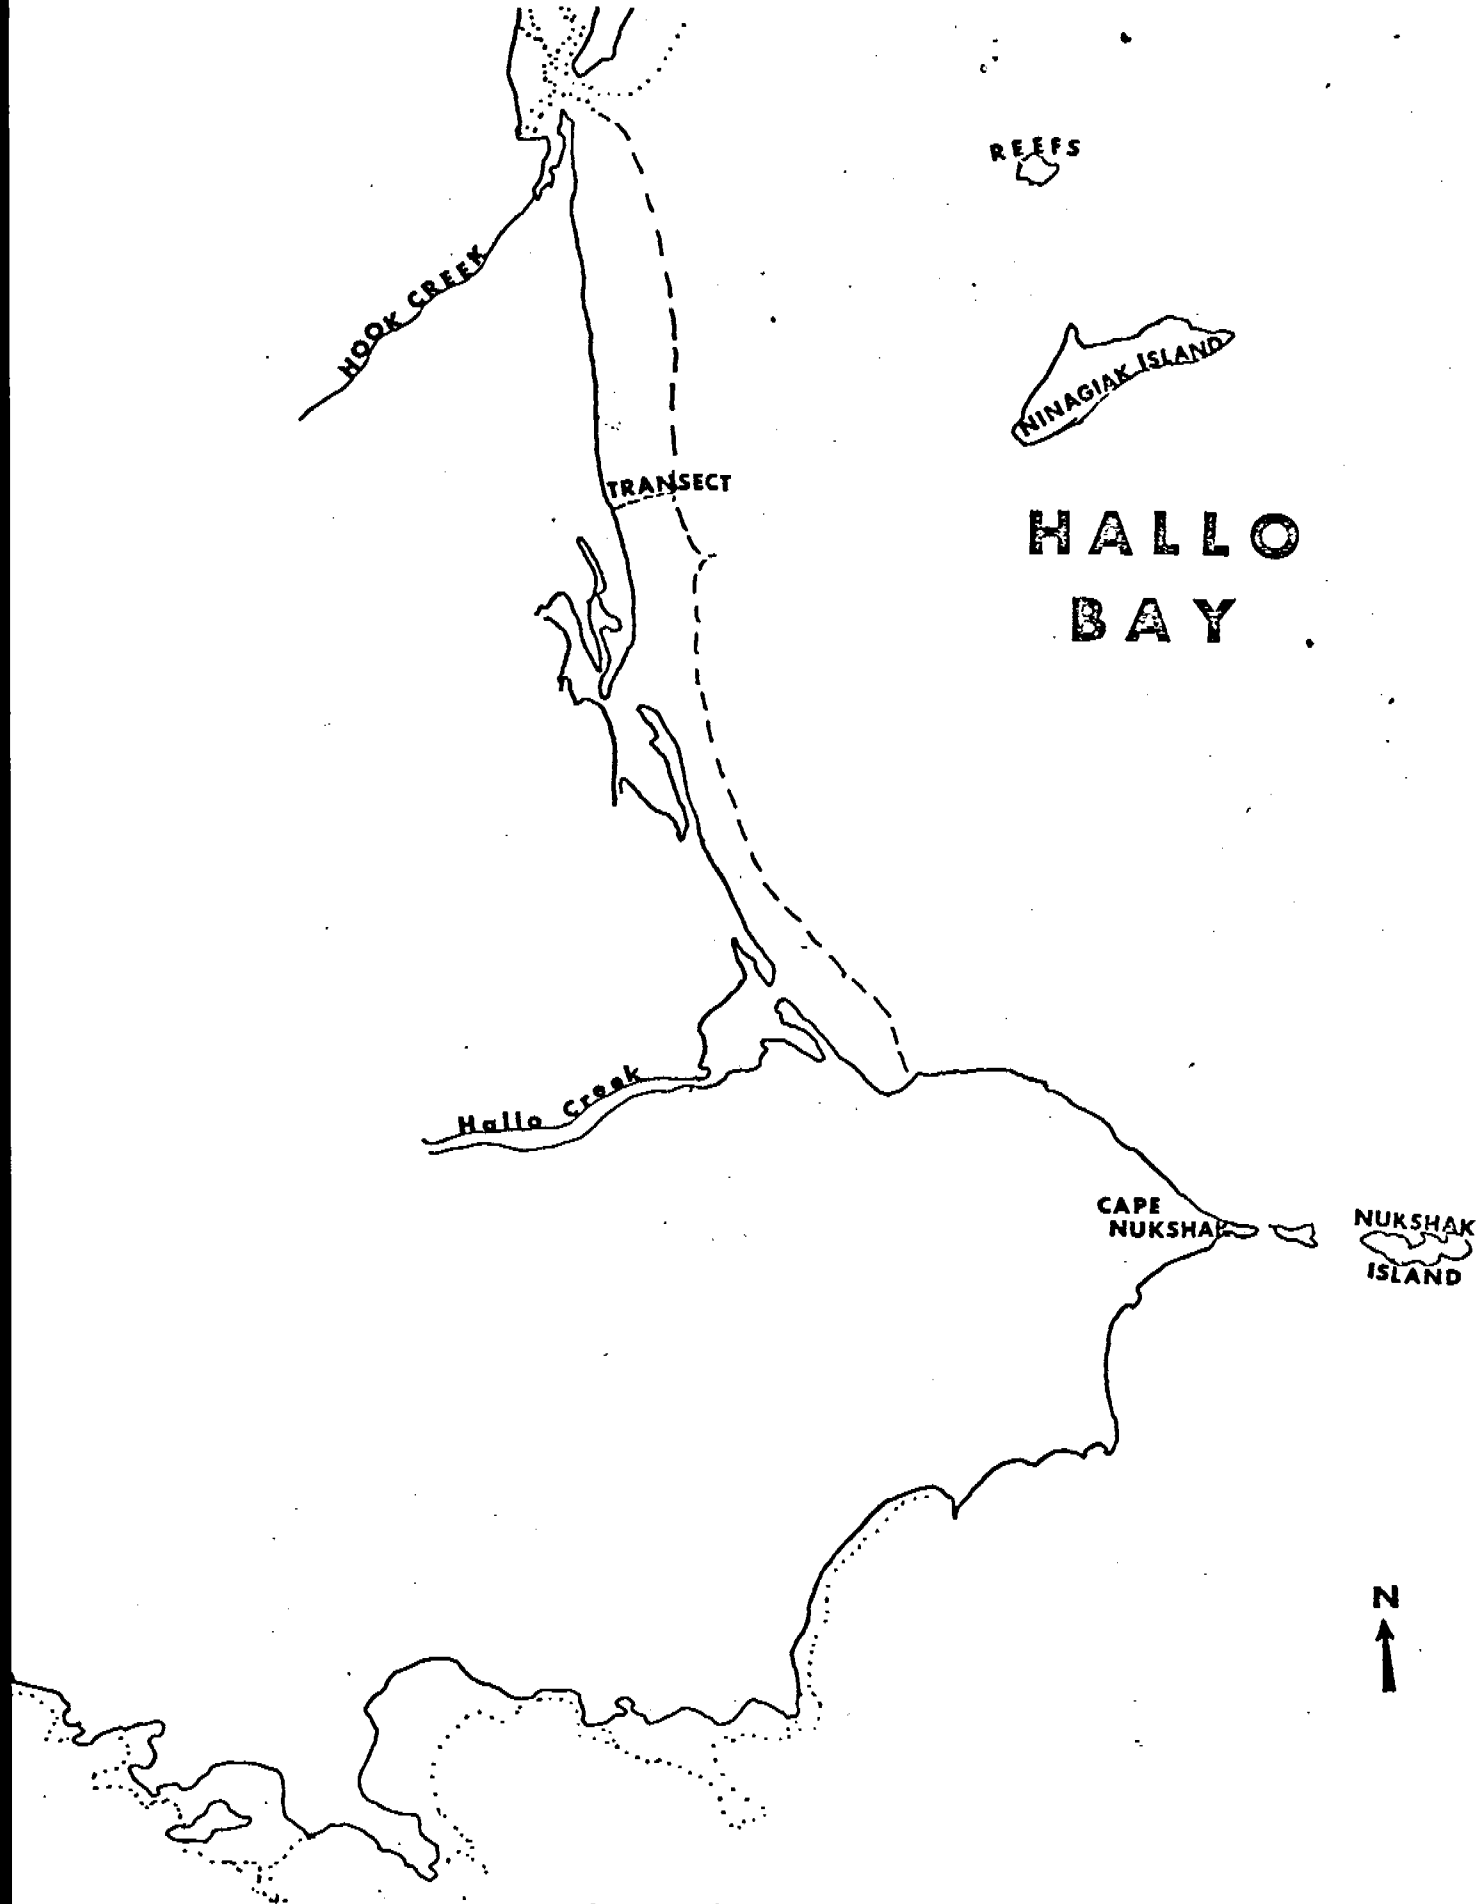 REEFS
HOOK CREEK
NINAGIAK ISLAND
TRANSECT
HALLO
BAY
Hallo Creek
CAPE
NUKSHAK
NUKSHAK
ISLAND
N